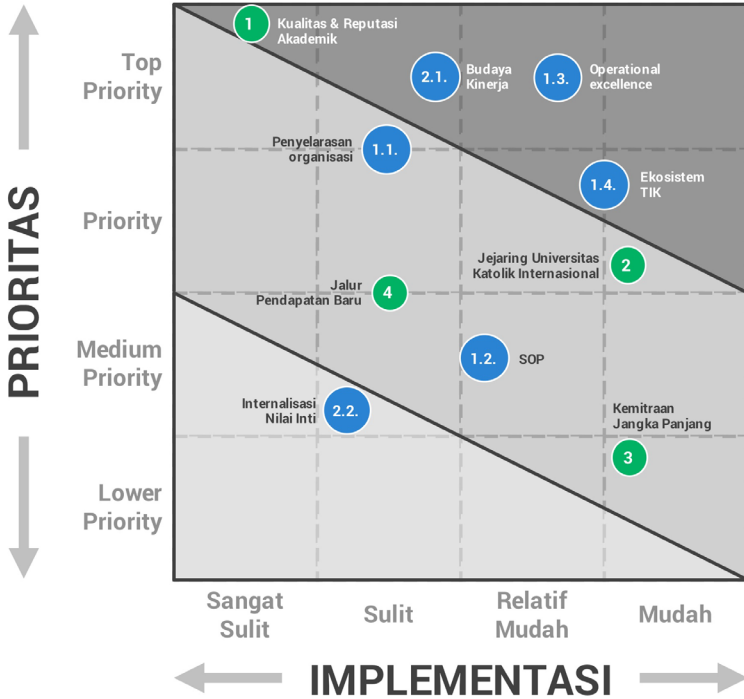 1
Kualitas & Reputasi
Akademik
Top
Priority
2.1.
Budaya
Kinerja
1.3.
Operational
excellence
Penyelarasan
organisasi
1.1.
1.4.
Ekosistem
TIK
PRIORITAS
Priority
Jejaring Universitas
Katolik Internasional
2
Jalur
Pendapatan Baru
4
Medium
Priority
1.2.
SOP
Internalisasi
Nilai Inti
2.2.
Kemitraan
Jangka Panjang
3
Lower
Priority
Sangat
Sulit
Sulit
Relatif
Mudah
Mudah
IMPLEMENTASI